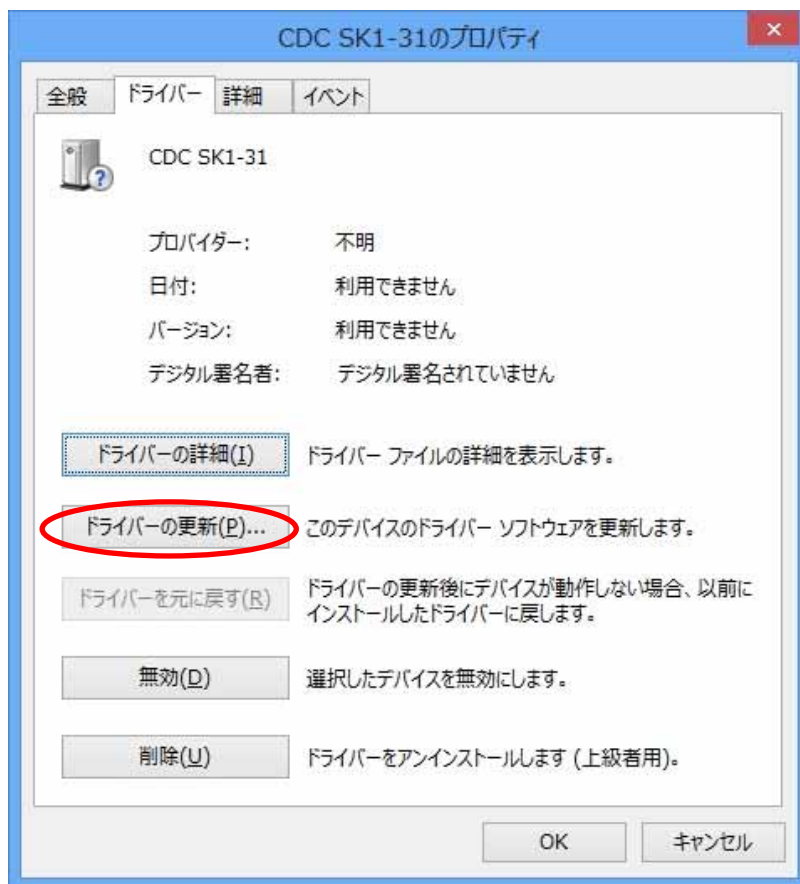 CDC SK1-31のプロパティ
全般 ドライバー 詳細 イベント
CDC SK1-31
プロバイダー: 不明
日付: 利用できません
バージョン: 利用できません
デジタル署名者: デジタル署名されていません
ドライバーの詳細(I) ドライバー ファイルの詳細を表示します。
ドライバーの更新(P)... このデバイスのドライバー ソフトウェアを更新します。
ドライバーを元に戻す(R) ドライバーの更新後にデバイスが動作しない場合、以前に
インストールしたドライバーに戻します。
無効(D) 選択したデバイスを無効にします。
削除(U) ドライバーをアンインストールします (上級者用)。
OK キャンセル